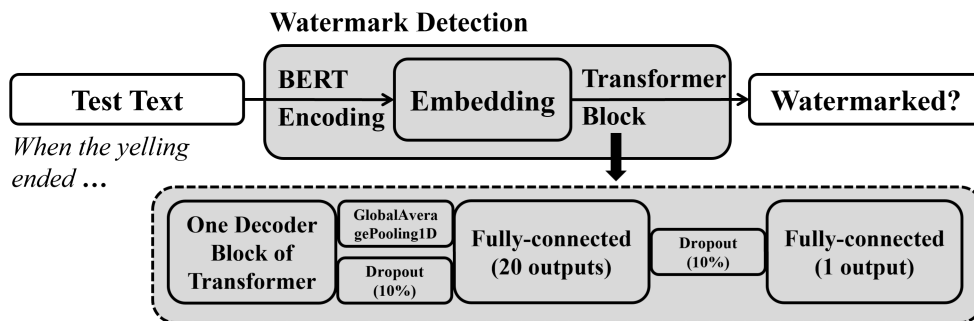 Watermark Detection
Test Text
BERT
Encoding
Embedding
Transformer
Block
Watermarked?
When the yelling
ended ...
One Decoder
Block of
Transformer
GlobalAvera
gePooling1D
Dropout
(10%)
Fully-connected
(20 outputs)
Dropout
(10%)
Fully-connected
(1 output)